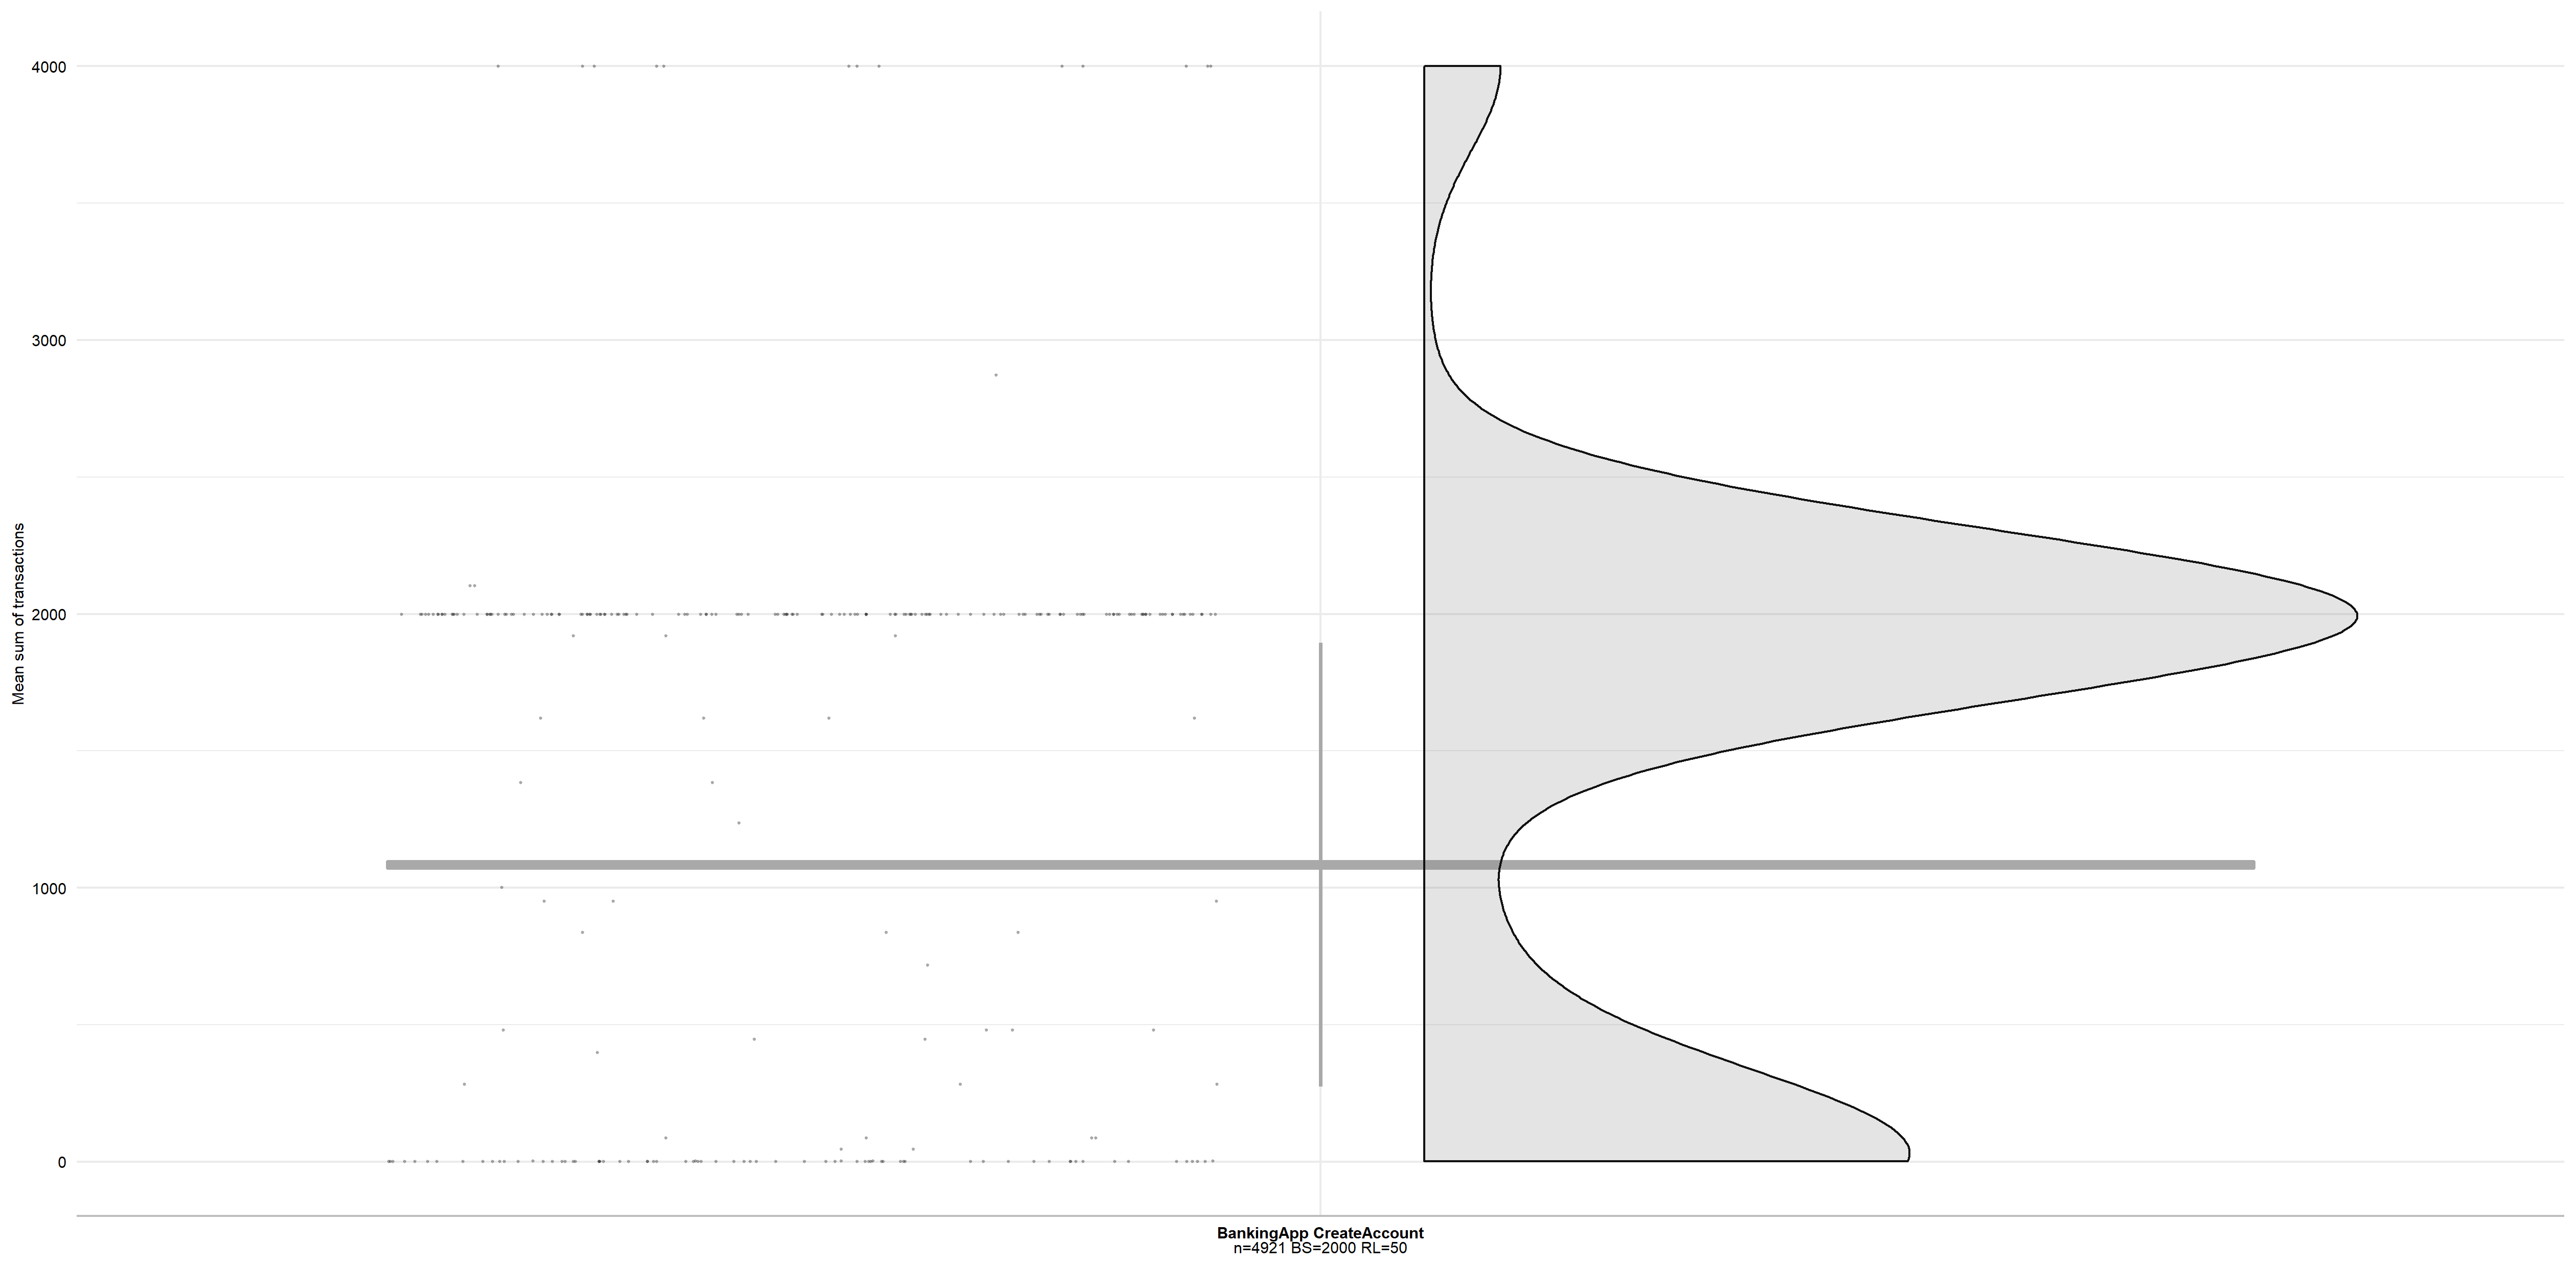 4000
3000
2000
1000
0
Mean sum of transactions
BankingApp CreateAccount
n=4921 BS=2000 RL=50